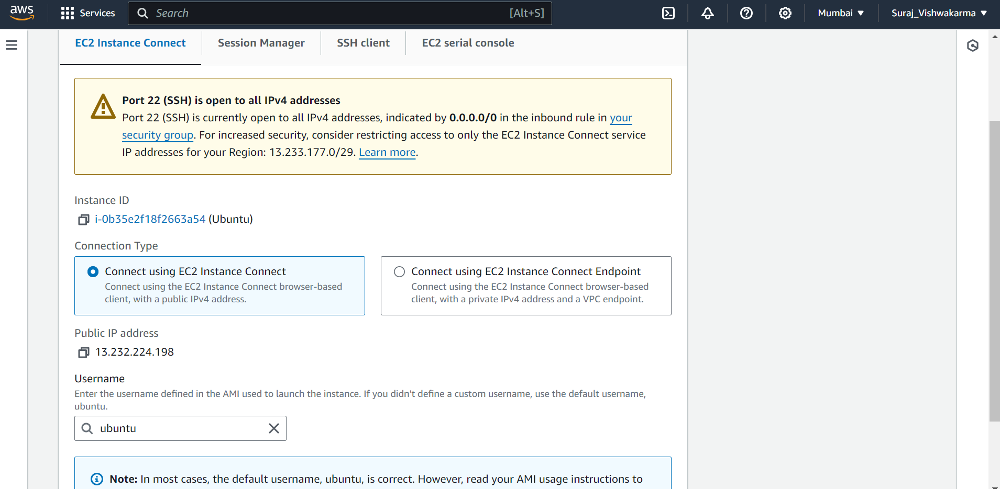 aws Services Search [Alt+S] Mumbai Suraj_Vishwakarma
EC2 Instance Connect Session Manager SSH client EC2 serial console
Port 22 (SSH) is open to all IPv4 addresses
Port 22 (SSH) is currently open to all IPv4 addresses, indicated by 0.0.0.0/0 in the inbound rule in your
security group. For increased security, consider restricting access to only the EC2 Instance Connect service
IP addresses for your Region: 13.233.177.0/29. Learn more.
Instance ID
i-0b35e2f18f2663a54 (Ubuntu)
Connection Type
Connect using EC2 Instance Connect
Connect using the EC2 Instance Connect browser-based
client, with a public IPv4 address.
Connect using EC2 Instance Connect Endpoint
Connect using the EC2 Instance Connect browser-based
client, with a private IPv4 address and a VPC endpoint.
Public IP address
13.232.224.198
Username
Enter the username defined in the AMI used to launch the instance. If you didn't define a custom username, use the default username,
ubuntu.
ubuntu
Note: In most cases, the default username, ubuntu, is correct. However, read your AMI usage instructions to